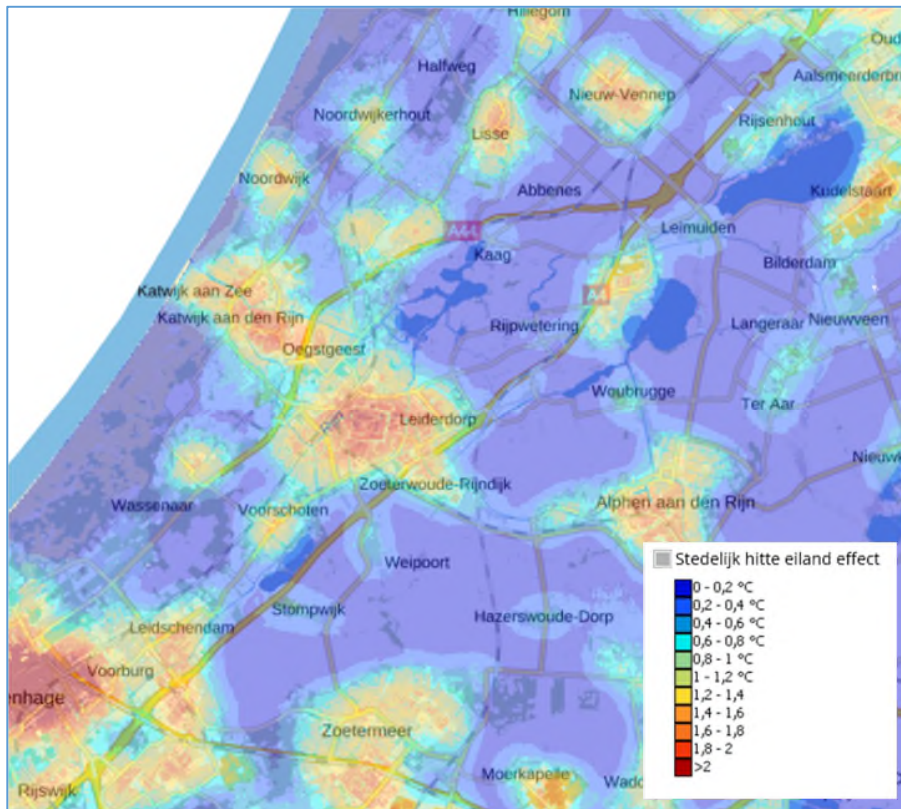 Hillegom
Oud
Halfweg
Aalsmeerderbr
Nieuw-Vennep
Noordwijkerhout
Rijsenhout
Lisse
Noordwijk
Abbenes
Kudelstaart
A44
Leimuiden
Kaag
Bilderdam
Katwijk aan Zee
A4
Katwijk aan den Rijn
Rijpwetering
Langeraar
Nieuwveen
Oegstgeest
Woubrugge
Ter Aar
Rijn
Leiderdorp
Nieuwk
Zoeterwoude-Rijndijk
Wassenaar
Voorschoten
Alphen aan den Rijn
Weipoort
Stompwijk
Hazerswoude-Dorp
Leidschendam
Voorburg
enhage
Zoetermeer
Moerkapelle
Wadd
Rijswijk
Stedelijk hitte eiland effect
0 - 0,2 °C
0,2 - 0,4 °C
0,4 - 0,6 °C
0,6 - 0,8 °C
0,8 - 1 °C
1 - 1,2 °C
1,2 - 1,4
1,4 - 1,6
1,6 - 1,8
1,8 - 2
>2